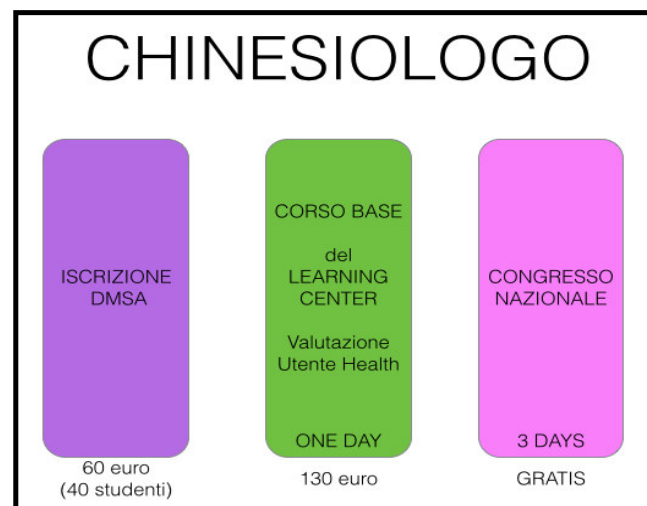 CHINESIOLOGO
ISCRIZIONE
DMSA
60 euro
(40 studenti)
CORSO BASE
del
LEARNING
CENTER
Valutazione
Utente Health
ONE DAY
130 euro
CONGRESSO
NAZIONALE
3 DAYS
GRATIS